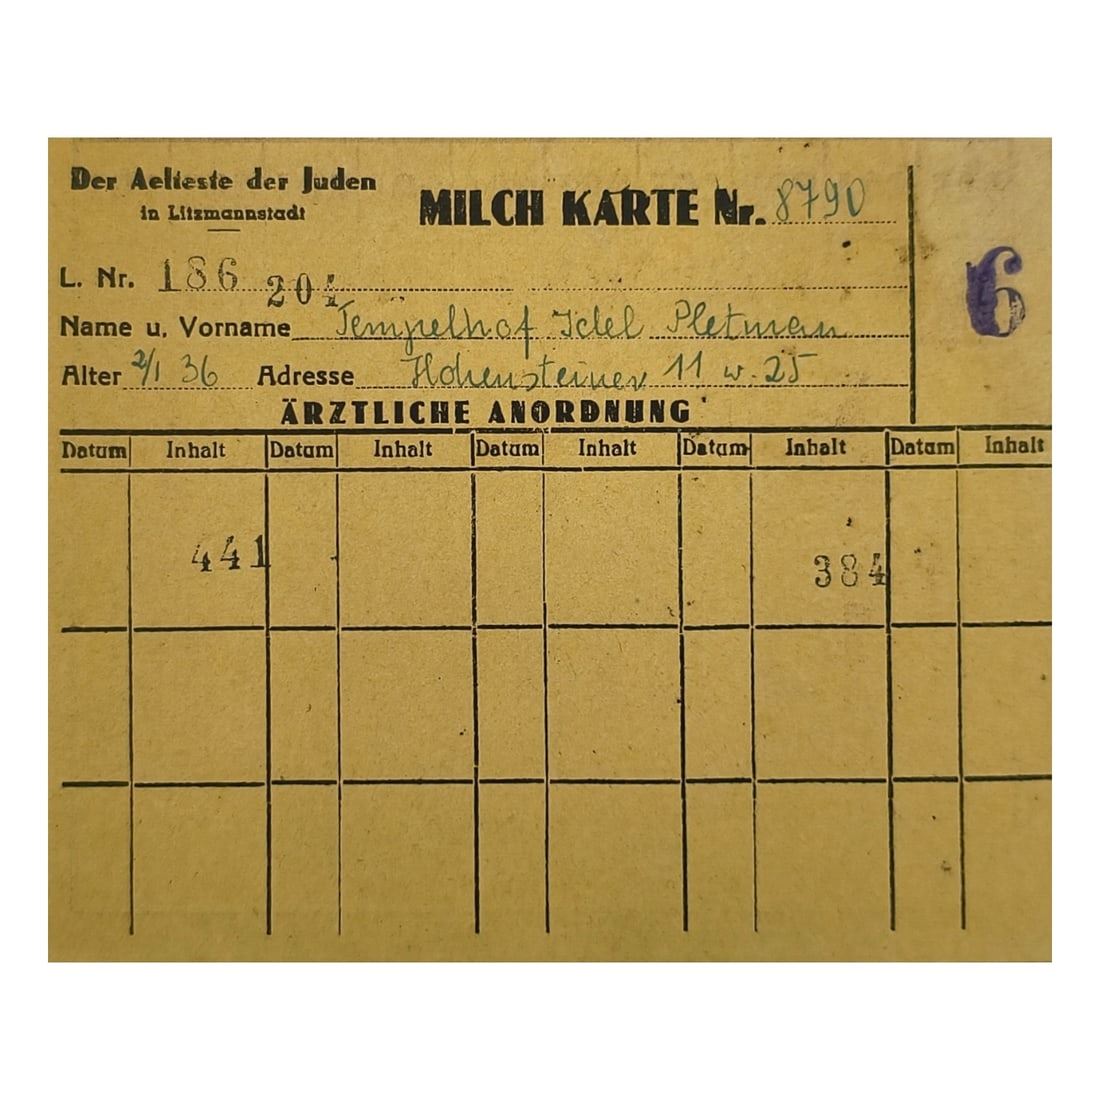 Der Aelteste der Juden
in Litzmannstadt
MILCH KARTE Nr. 8790
6
L. Nr. 186 204
Name u. Vorname Tempelhof Idel Pletman
Alter 2/1 36 Adresse Hohensteiner 11 w. 25
ÄRZTLICHE ANORDNUNG
Datum Inhalt Datum Inhalt Datum Inhalt Datum Inhalt Datum Inhalt
441 384